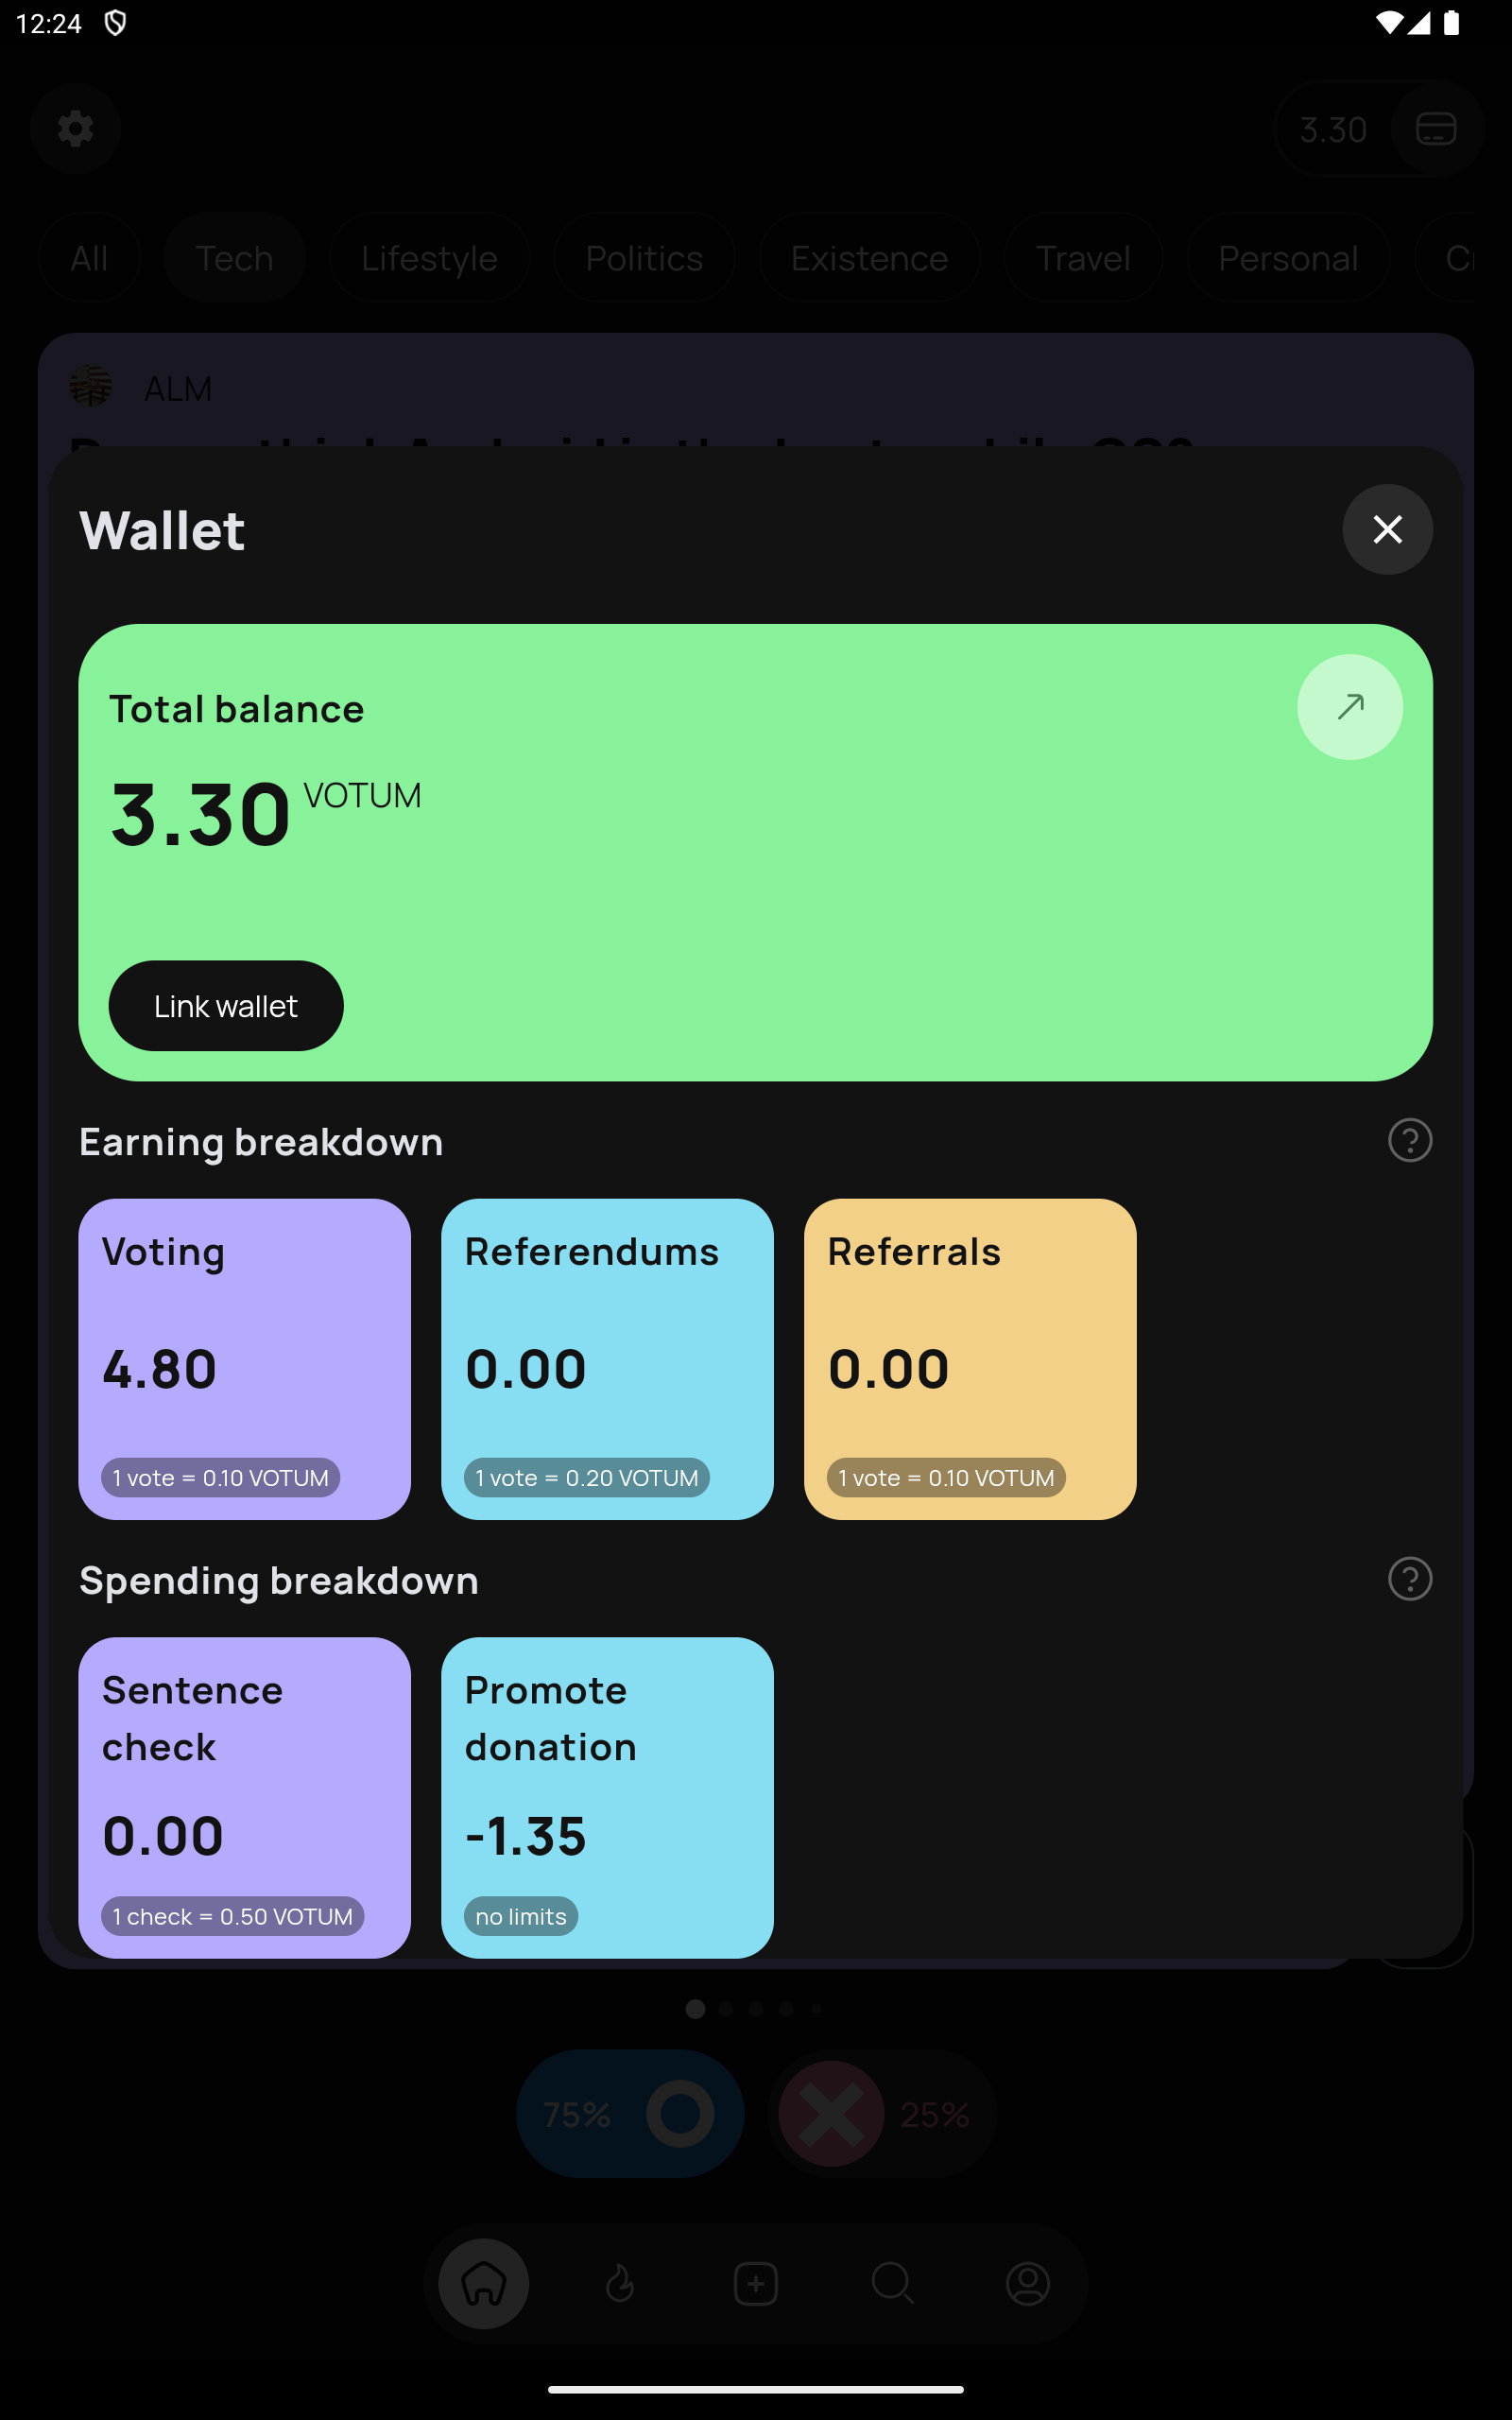 12:24
3.30
All Tech Lifestyle Politics Existence Travel Personal
ALM
Wallet
Total balance
3.30 VOTUM
Link wallet
Earning breakdown
Voting Referendums Referrals
4.80 0.00 0.00
1 vote = 0.10 VOTUM 1 vote = 0.20 VOTUM 1 vote = 0.10 VOTUM
Spending breakdown
Sentence Promote
check donation
0.00 -1.35
1 check = 0.50 VOTUM no limits
75% 25%